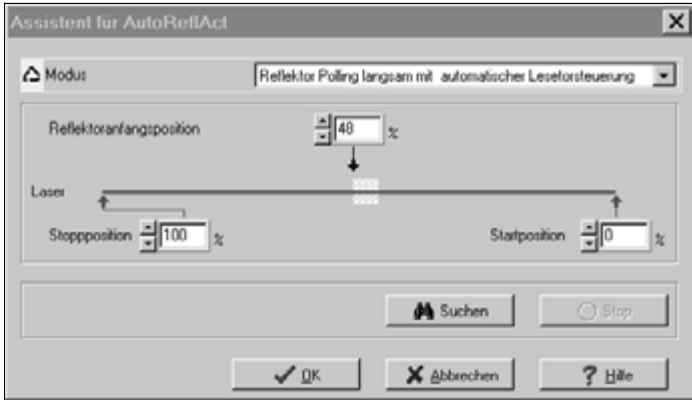 Assistent für AutoReflAct
Modus
Reflektor Polling langsam mit automatischer Lesetorsteuerung
Reflektoranfangsposition
48 %
Laser
Stoppposition 100 %
Startposition 0 %
Suchen
Stop
OK
Abbrechen
Hilfe